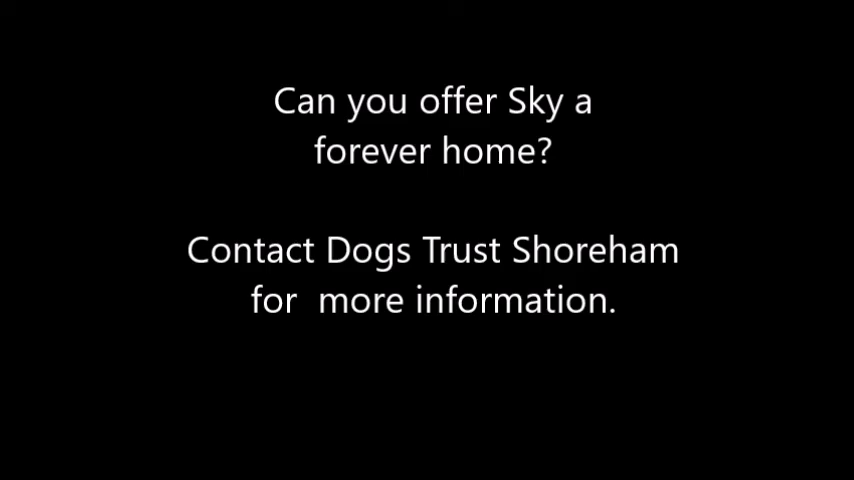 Can you offer Sky a
forever home?
Contact Dogs Trust Shoreham
for  more information.